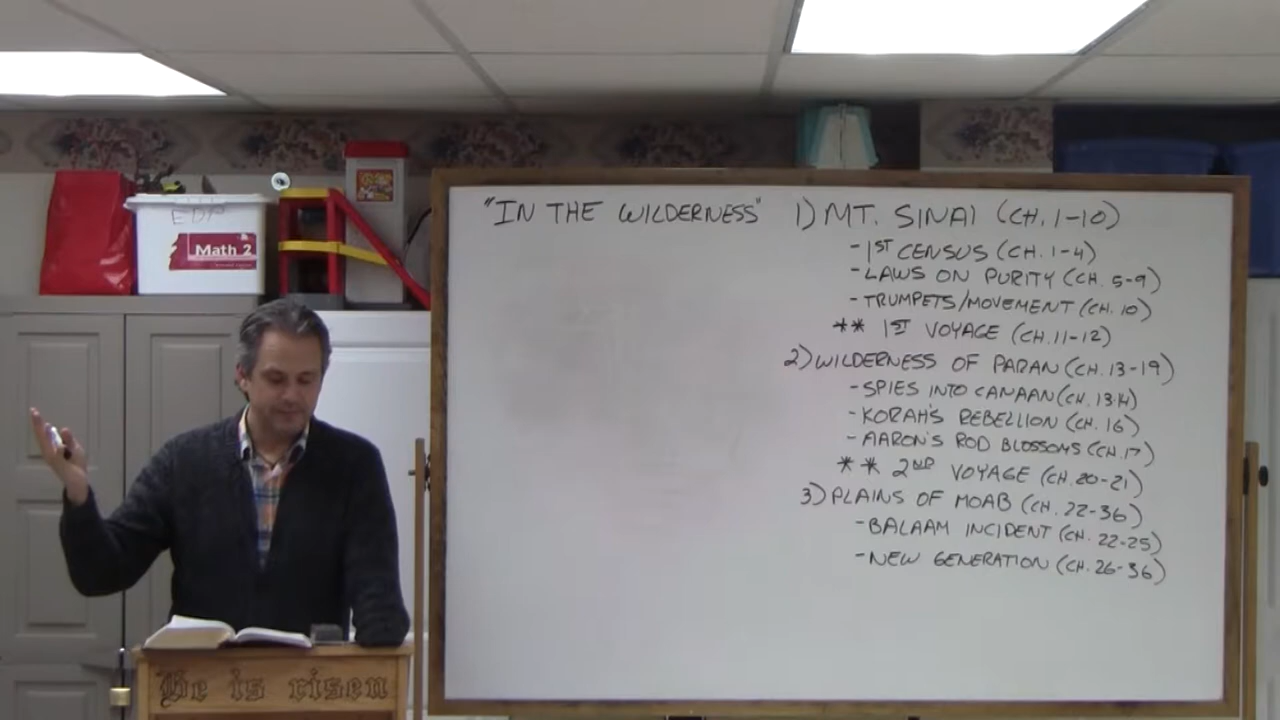 EDP
Math 2
"IN THE WILDERNESS" 1) MT. SINAI (CH. 1-10)
- 1ST CENSUS (CH. 1-4)
- LAWS ON PURITY (CH. 5-9)
- TRUMPETS/MOVEMENT (CH. 10)
** 1ST VOYAGE (CH. 11-12)
2) WILDERNESS OF PARAN (CH. 13-19)
- SPIES INTO CANAAN (CH. 13-14)
- KORAH'S REBELLION (CH. 16)
- AARON'S ROD BLOSSOMS (CH. 17)
** 2ND VOYAGE (CH. 20-21)
3) PLAINS OF MOAB (CH. 22-36)
- BALAAM INCIDENT (CH. 22-25)
- NEW GENERATION (CH. 26-36)
He is risen